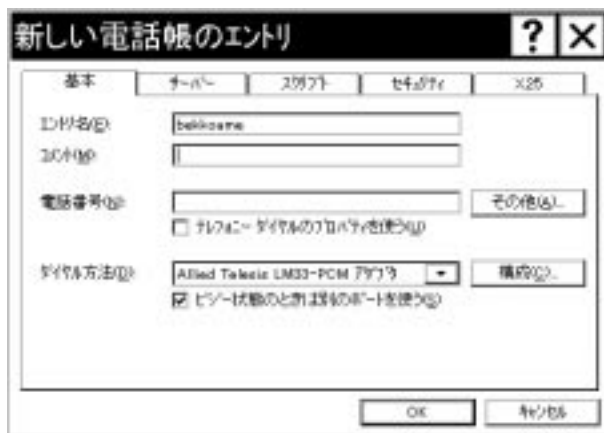 新しい電話帳のエントリ ? ×
基本 サーバー スクリプト セキュリティ X.25
エントリ名(E): bekkoame
コメント(M):
電話番号(N): その他(A)...
テレフォニー ダイヤルのプロパティを使う(U)
ダイヤル方法(D): Allied Telesis LM33-PCM アダプタ 構成(C)...
ビジー状態のときは別のポートを使う(S)
OK キャンセル